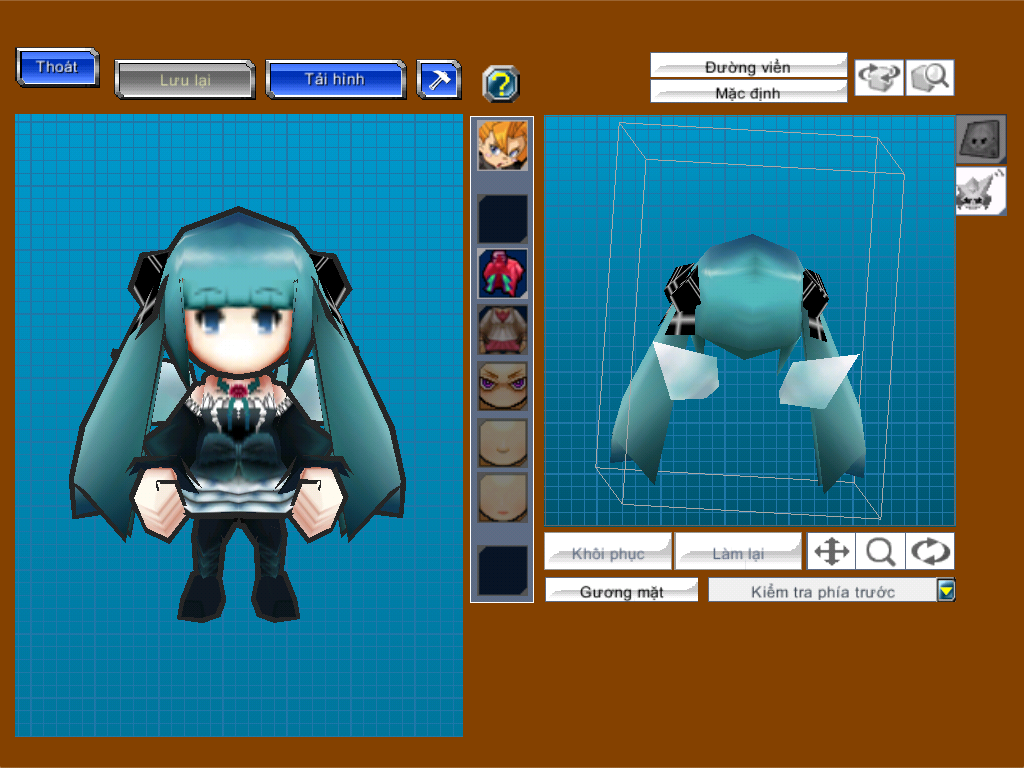 Thoát
Lưu lại
Tải hình
?
Đường viền
Mặc định
Khôi phục
Làm lại
Gương mặt
Kiểm tra phía trước